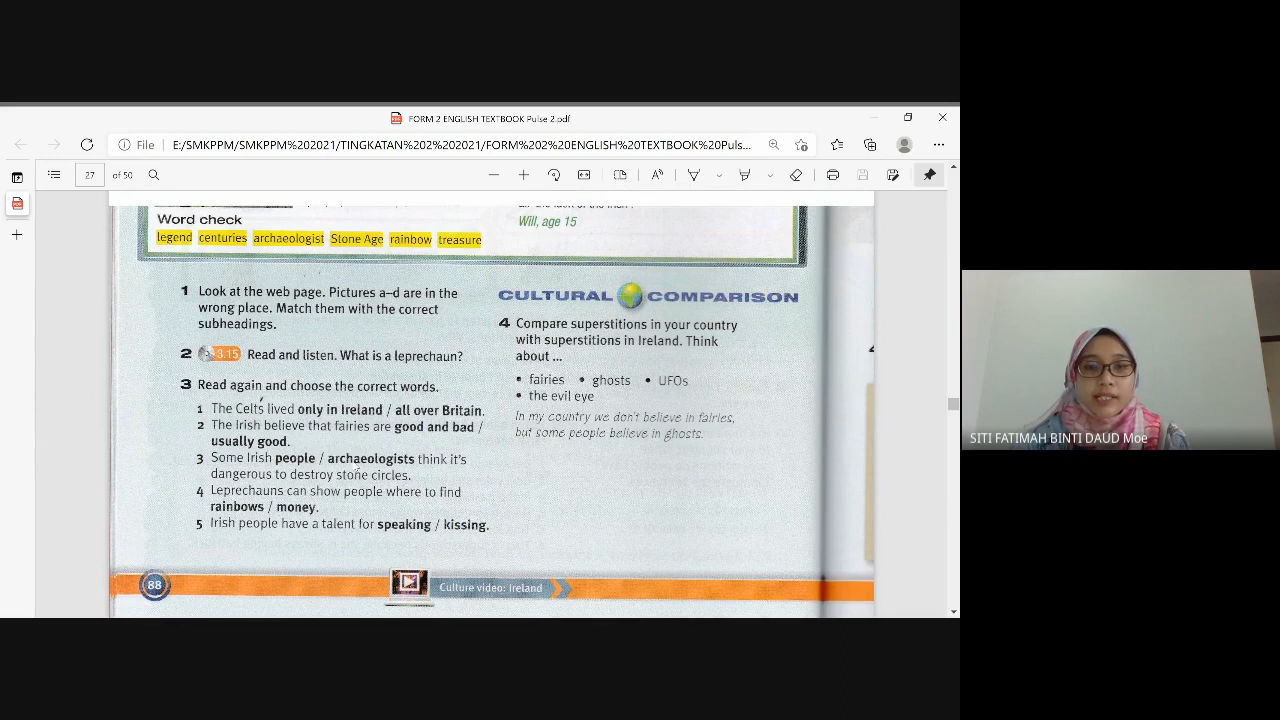 FORM 2 ENGLISH TEXTBOOK Pulse 2.pdf
File
E:/SMKPPM/SMKPPM%202021/TINGKATAN%202%202021/FORM%202%20ENGLISH%20TEXTBOOK%20Puls...
27 of 50
Word check
legend centuries archaeologist Stone Age rainbow treasure
Will, age 15
1 Look at the web page. Pictures a–d are in the
wrong place. Match them with the correct
subheadings.
2 3.15 Read and listen. What is a leprechaun?
3 Read again and choose the correct words.
1 The Celts lived only in Ireland / all over Britain.
2 The Irish believe that fairies are good and bad /
usually good.
3 Some Irish people / archaeologists think it's
dangerous to destroy stone circles.
4 Leprechauns can show people where to find
rainbows / money.
5 Irish people have a talent for speaking / kissing.
CULTURAL COMPARISON
4 Compare superstitions in your country
with superstitions in Ireland. Think
about ...
• fairies • ghosts • UFOs
• the evil eye
In my country we don't believe in fairies,
but some people believe in ghosts.
88
Culture video: Ireland
SITI FATIMAH BINTI DAUD Moe